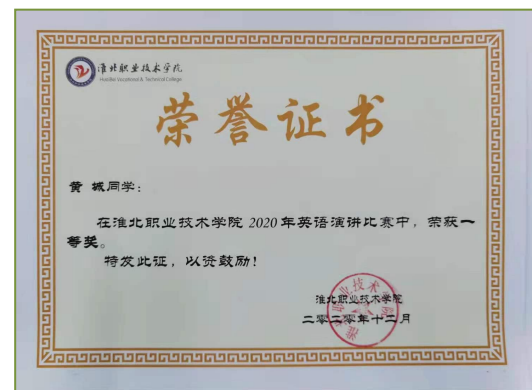 淮北职业技术学院
Huaibei Vocational & Technical College
荣誉证书
黄 城同学：
在淮北职业技术学院 2020 年英语演讲比赛中，荣获一
等奖。
特发此证，以资鼓励！
淮北职业技术学院
二零二零年十二月